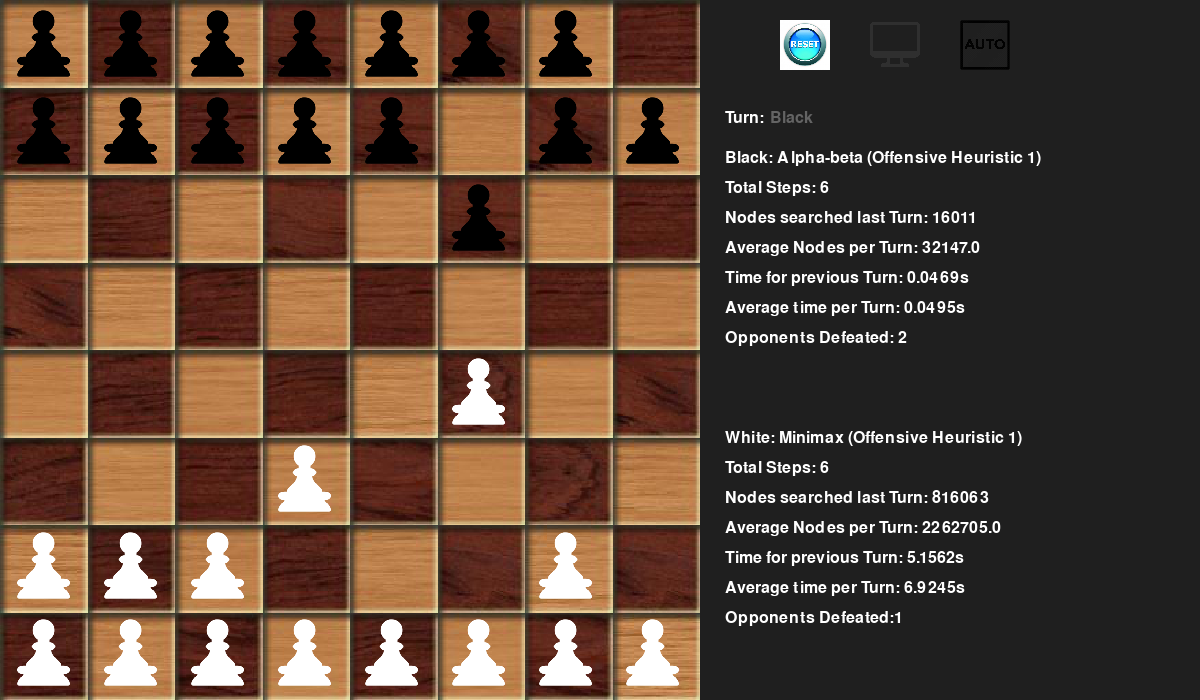 RESET
AUTO
Turn: Black
Black: Alpha-beta (Offensive Heuristic 1)
Total Steps: 6
Nodes searched last Turn: 16011
Average Nodes per Turn: 32147.0
Time for previous Turn: 0.0469s
Average time per Turn: 0.0495s
Opponents Defeated: 2
White: Minimax (Offensive Heuristic 1)
Total Steps: 6
Nodes searched last Turn: 816063
Average Nodes per Turn: 2262705.0
Time for previous Turn: 5.1562s
Average time per Turn: 6.9245s
Opponents Defeated:1